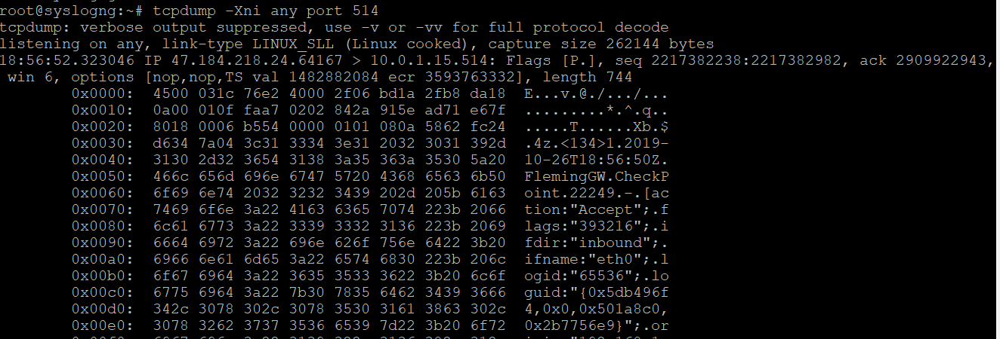 root@syslogng:~# tcpdump -Xni any port 514
tcpdump: verbose output suppressed, use -v or -vv for full protocol decode
listening on any, link-type LINUX_SLL (Linux cooked), capture size 262144 bytes
18:56:52.323046 IP 47.184.218.24.64167 > 10.0.1.15.514: Flags [P.], seq 2217382238:2217382982, ack 2909922943,
 win 6, options [nop,nop,TS val 1482882084 ecr 3593763332], length 744
        0x0000:  4500 031c 76e2 4000 2f06 bd1a 2fb8 da18  E...v.@./.../...
        0x0010:  0a00 010f faa7 0202 842a 915e ad71 e67f  .........*.^.q..
        0x0020:  8018 0006 b554 0000 0101 080a 5862 fc24  .....T......Xb.$
        0x0030:  d634 7a04 3c31 3334 3e31 2032 3031 392d  .4z.<134>1.2019-
        0x0040:  3130 2d32 3654 3138 3a35 363a 3530 5a20  10-26T18:56:50Z.
        0x0050:  466c 656d 696e 6747 5720 4368 6563 6b50  FlemingGW.CheckP
        0x0060:  6f69 6e74 2032 3232 3439 202d 205b 6163  oint.22249.-.[ac
        0x0070:  7469 6f6e 3a22 4163 6365 7074 223b 2066  tion:"Accept";.f
        0x0080:  6c61 6773 3a22 3339 3332 3136 223b 2069  lags:"393216";.i
        0x0090:  6664 6972 3a22 696e 626f 756e 6422 3b20  fdir:"inbound";.
        0x00a0:  6966 6e61 6d65 3a22 6574 6830 223b 206c  ifname:"eth0";.l
        0x00b0:  6f67 6964 3a22 3635 3533 3622 3b20 6c6f  ogid:"65536";.lo
        0x00c0:  6775 6964 3a22 7b30 7835 6462 3439 3666  guid:"{0x5db496f
        0x00d0:  342c 3078 302c 3078 3530 3161 3863 302c  4,0x0,0x501a8c0,
        0x00e0:  3078 3262 3737 3536 6539 7d22 3b20 6f72  0x2b7756e9}";.or